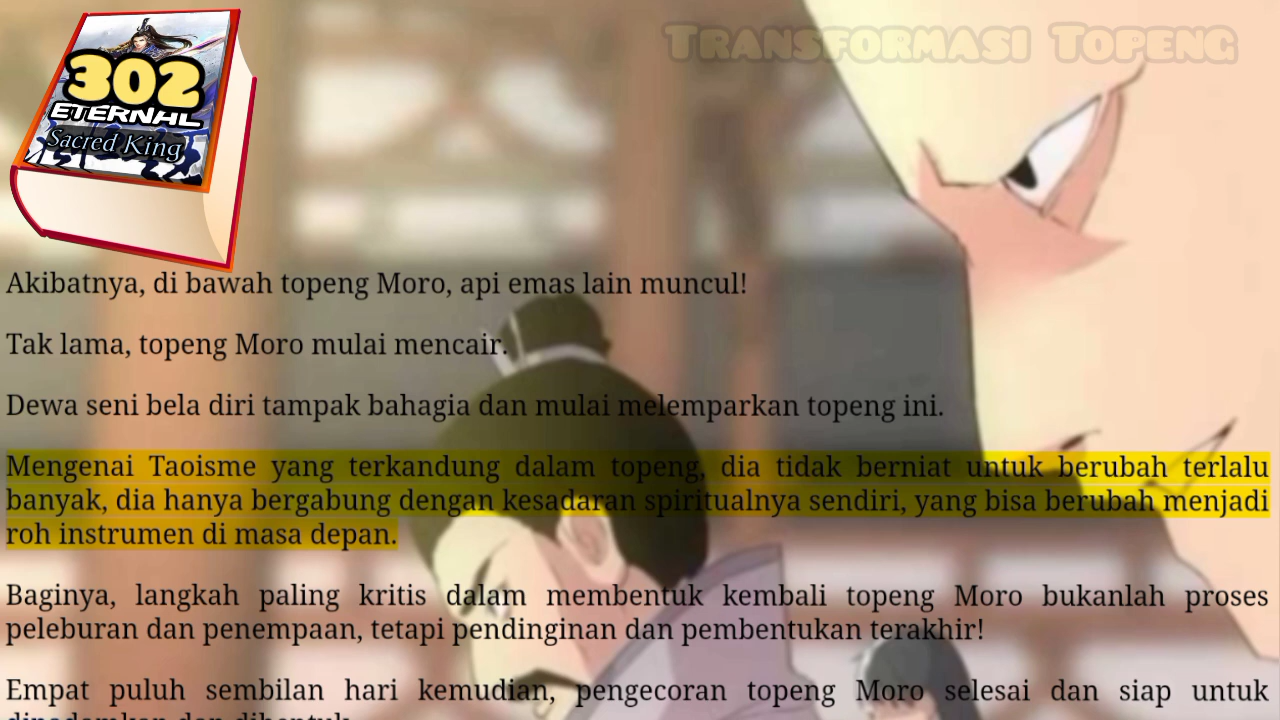 Transformasi Topeng
302
ETERNAL
Sacred King
Akibatnya, di bawah topeng Moro, api emas lain muncul!
Tak lama, topeng Moro mulai mencair.
Dewa seni bela diri tampak bahagia dan mulai melemparkan topeng ini.
Mengenai Taoisme yang terkandung dalam topeng, dia tidak berniat untuk berubah terlalu
banyak, dia hanya bergabung dengan kesadaran spiritualnya sendiri, yang bisa berubah menjadi
roh instrumen di masa depan.
Baginya, langkah paling kritis dalam membentuk kembali topeng Moro bukanlah proses
peleburan dan penempaan, tetapi pendinginan dan pembentukan terakhir!
Empat puluh sembilan hari kemudian, pengecoran topeng Moro selesai dan siap untuk